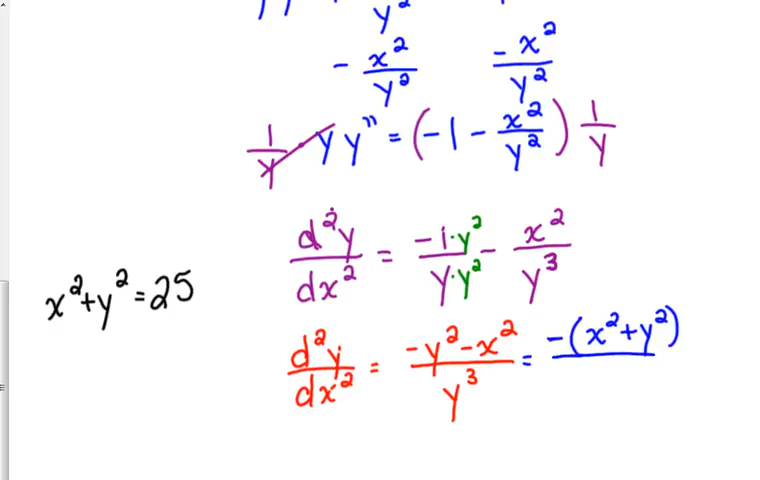 y²
- x²/y² - x²/y²
1/y · y y'' = (-1 - x²/y²) 1/y
d²y/dx² = -1·y²/y·y² - x²/y³
x² + y² = 25
d²y/dx² = -y² - x²/y³ = -(x² + y²)